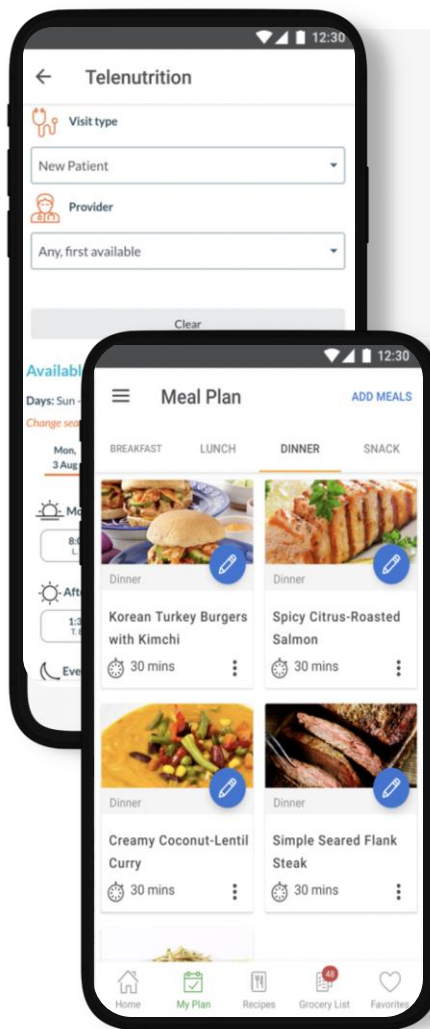 12:30
Telenutrition
Visit type
New Patient
Provider
Any, first available
Clear
Days: Sun -
Mon,
3 Aug
12:30
Meal Plan
ADD MEALS
BREAKFAST
LUNCH
DINNER
SNACK
Dinner
Korean Turkey Burgers
with Kimchi
30 mins
Dinner
Spicy Citrus-Roasted
Salmon
30 mins
Dinner
Creamy Coconut-Lentil
Curry
30 mins
Dinner
Simple Seared Flank
Steak
30 mins
Home
My Plan
Recipes
48
Grocery List
Favorites